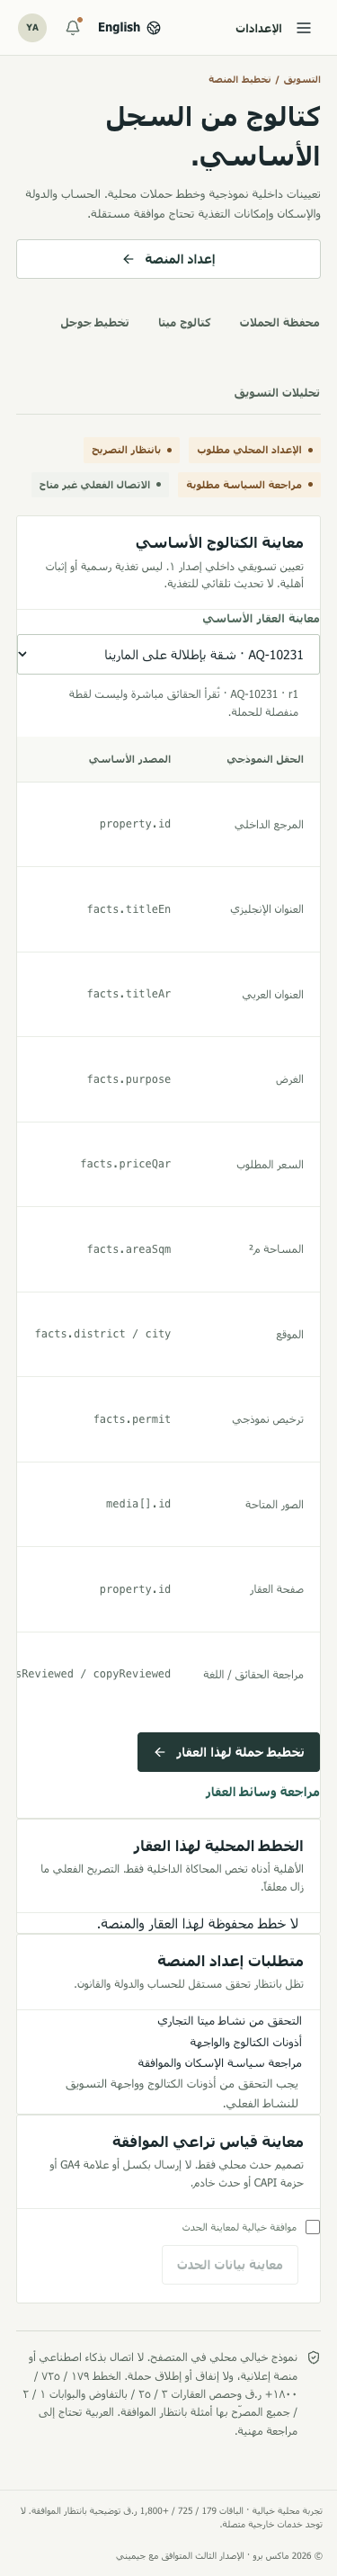 الإعدادات
English
YA
التسويق / تخطيط المنصة
كتالوج من السجل
الأساسي.
تعيينات داخلية نموذجية وخطط حملات محلية. الحساب والدولة
والإسكان وإمكانات التغذية تحتاج موافقة مستقلة.
إعداد المنصة ←
محفظة الحملات
كتالوج ميتا
تخطيط جوجل
تحليلات التسويق
الإعداد المحلي مطلوب
بانتظار التصريح
مراجعة السياسة مطلوبة
الاتصال الفعلي غير متاح
معاينة الكتالوج الأساسي
تعيين تسويقي داخلي إصدار ١. ليس تغذية رسمية أو إثبات
أهلية. لا تحديث تلقائي للتغذية.
معاينة العقار الأساسي
AQ-10231 · شقة بإطلالة على المارينا
AQ-10231 · r1 · تُقرأ الحقائق مباشرة وليست لقطة
منفصلة للحملة.
الحقل النموذجي
المصدر الأساسي
المرجع الداخلي
property.id
العنوان الإنجليزي
facts.titleEn
العنوان العربي
facts.titleAr
الغرض
facts.purpose
السعر المطلوب
facts.priceQar
المساحة م²
facts.areaSqm
الموقع
facts.district / city
ترخيص نموذجي
facts.permit
الصور المتاحة
media[].id
صفحة العقار
property.id
مراجعة الحقائق / اللغة
sReviewed / copyReviewed
تخطيط حملة لهذا العقار ←
مراجعة وسائط العقار
الخطط المحلية لهذا العقار
الأهلية أدناه تخص المحاكاة الداخلية فقط. التصريح الفعلي ما
زال معلقاً.
لا خطط محفوظة لهذا العقار والمنصة.
متطلبات إعداد المنصة
تظل بانتظار تحقق مستقل للحساب والدولة والقانون.
التحقق من نشاط ميتا التجاري
أذونات الكتالوج والواجهة
مراجعة سياسة الإسكان والموافقة
يجب التحقق من أذونات الكتالوج وواجهة التسويق
للنشاط الفعلي.
معاينة قياس تراعي الموافقة
تصميم حدث محلي فقط. لا إرسال بكسل أو علامة GA4 أو
حزمة CAPI أو حدث خادم.
موافقة خيالية لمعاينة الحدث
معاينة بيانات الحدث
نموذج خيالي محلي في المتصفح. لا اتصال بذكاء اصطناعي أو
منصة إعلانية، ولا إنفاق أو إطلاق حملة. الخطط ١٧٩ / ٧٢٥ /
١٨٠٠+ ر.ق وحصص العقارات ٣ / ٢٥ / بالتفاوض والبوابات ١ / ٢
/ جميع المصرّح بها أمثلة بانتظار الموافقة. العربية تحتاج إلى
مراجعة مهنية.
تجربة محلية خيالية · الباقات 179 / 725 / +1,800 ر.ق توضيحية بانتظار الموافقة. لا
توجد خدمات خارجية متصلة.
© 2026 ماكس برو · الإصدار الثالث المتوافق مع جيميني